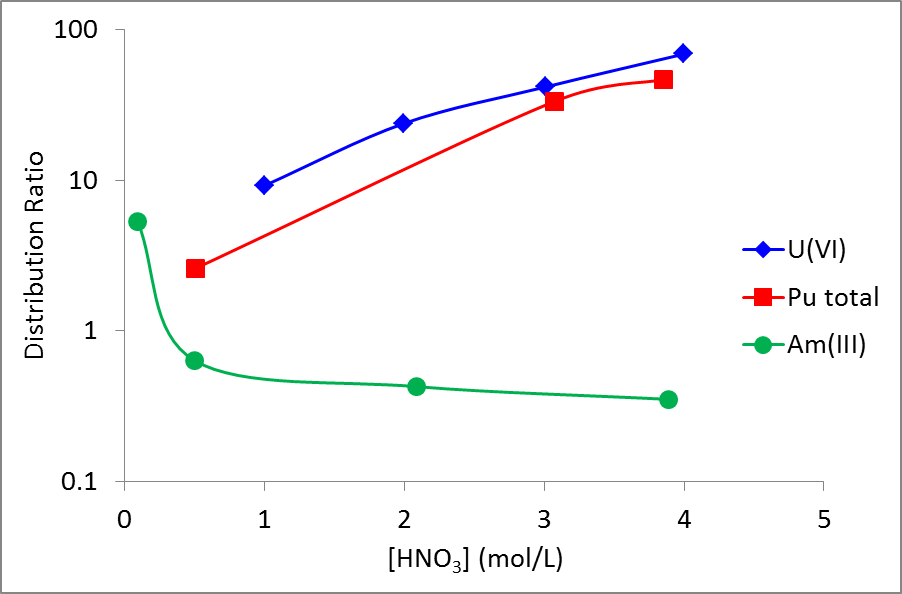 100
10
1
0.1
Distribution Ratio
0 1 2 3 4 5
[HNO₃] (mol/L)
U(VI)
Pu total
Am(III)